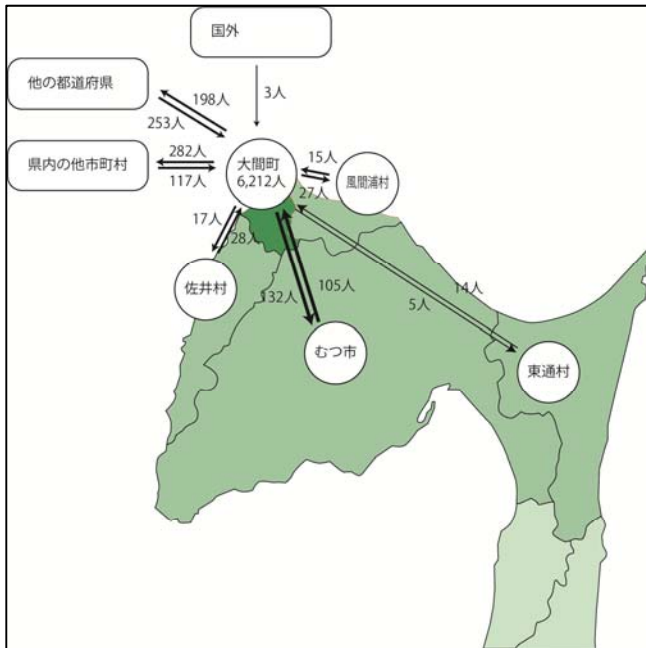 国外
他の都道府県
198人
3人
253人
県内の他市町村
282人
117人
大間町
6,212人
15人
27人
風間浦村
17人
28人
佐井村
132人
105人
むつ市
14人
5人
東通村